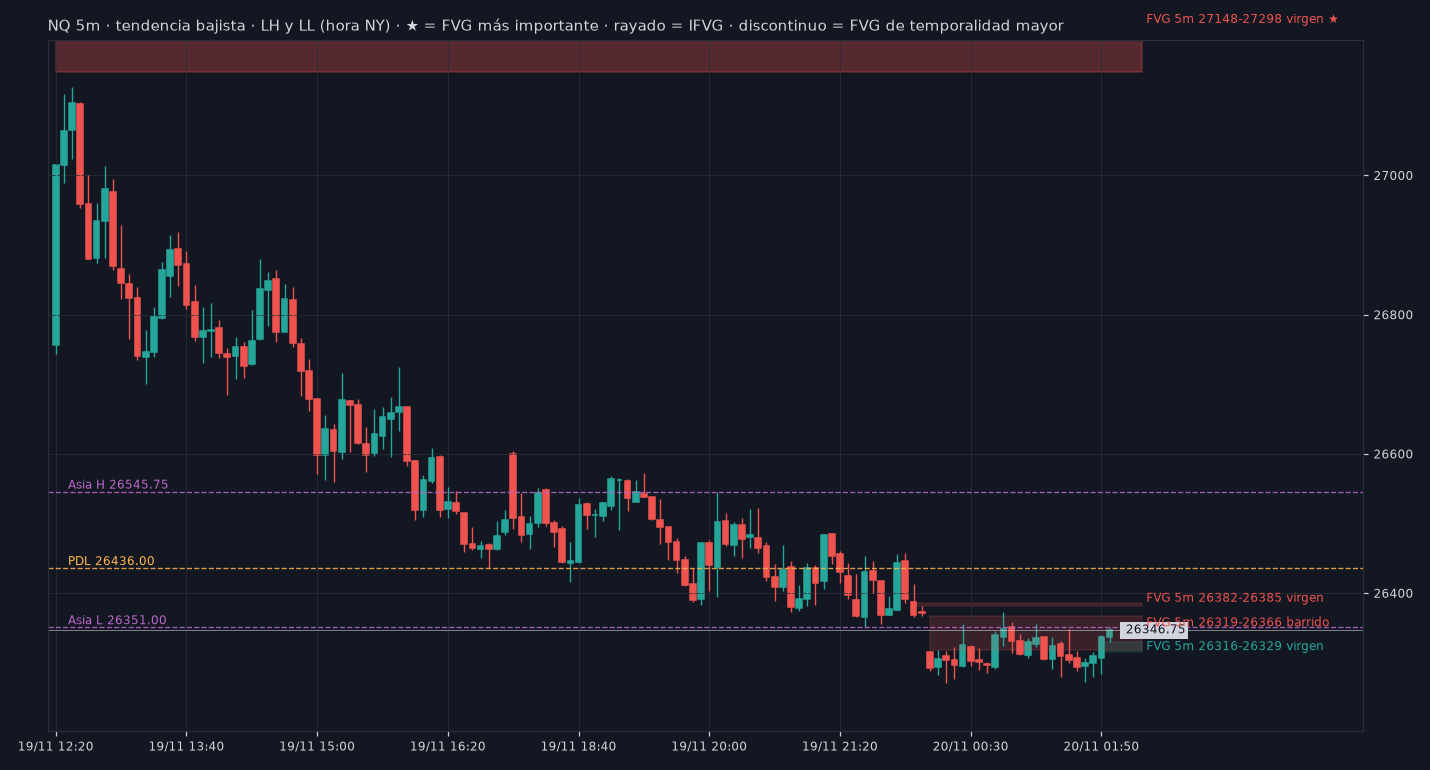 FVG 5m 27148-27298 virgen ★
NQ 5m · tendencia bajista · LH y LL (hora NY) · ★ = FVG más importante · rayado = IFVG · discontinuo = FVG de temporalidad mayor
27000
26800
26600
Asia H 26545.75
PDL 26436.00
26400
FVG 5m 26382-26385 virgen
Asia L 26351.00
FVG 5m 26319-26366 barrido
26346.75
FVG 5m 26316-26329 virgen
19/11 12:20
19/11 13:40
19/11 15:00
19/11 16:20
19/11 18:40
19/11 20:00
19/11 21:20
20/11 00:30
20/11 01:50